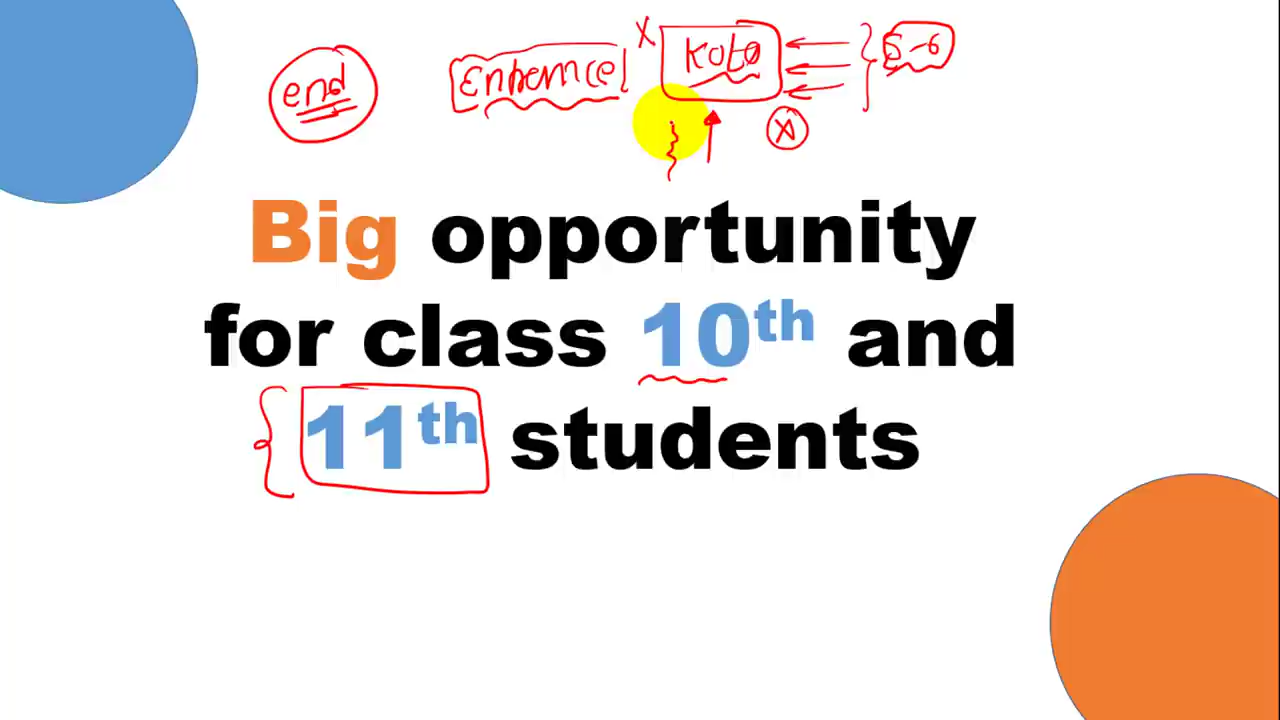 end Enhance x Kota 5-6
x
Big opportunity
for class 10th and
11th students